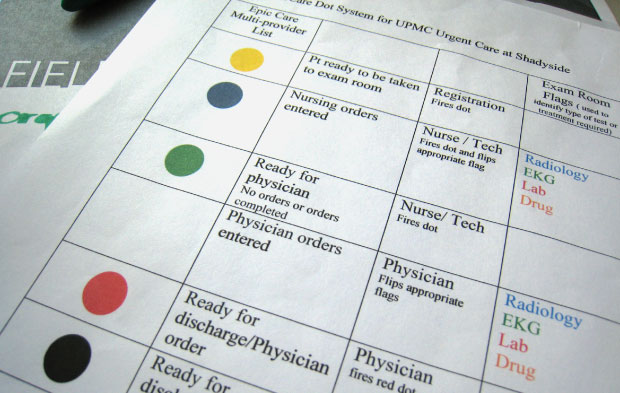 Care Dot System for UPMC Urgent Care at Shadyside
FIEL
Epic Care
Multi-provider
List
Exam Room
Flags ( used to
identify type of test or
treatment required)
Pt ready to be taken
to exam room
Registration
Fires dot
Nursing orders
entered
Nurse / Tech
Fires dot and flips
appropriate flag
Radiology
EKG
Lab
Drug
Ready for
physician
No orders or orders
completed
Nurse/ Tech
Fires dot
Physician orders
entered
Physician
Flips appropriate
flags
Radiology
EKG
Lab
Drug
Ready for
discharge/Physician
order
Physician
fires red dot
Ready for